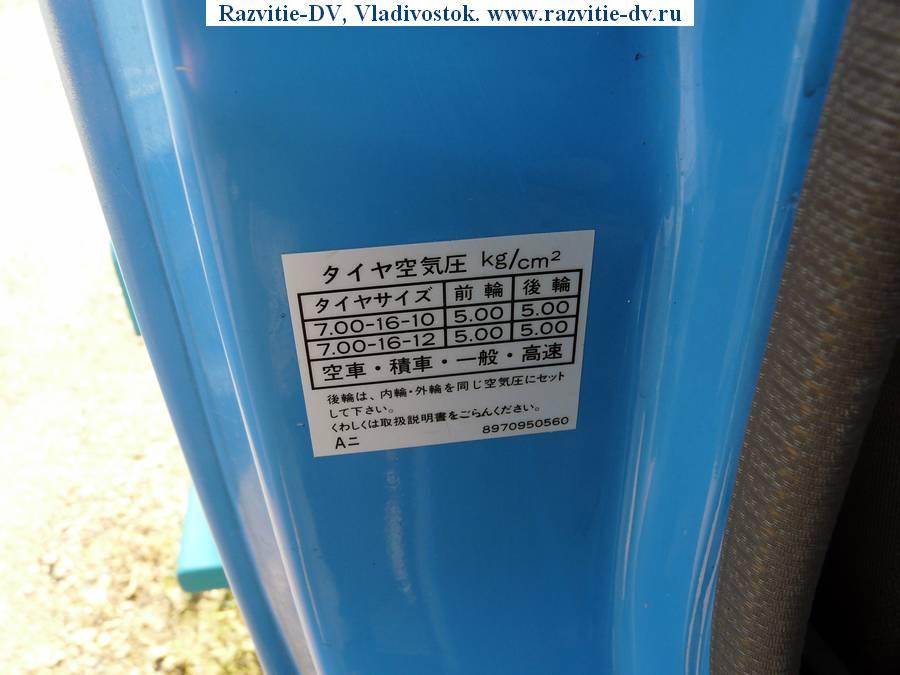 Razvitie-DV, Vladivostok. www.razvitie-dv.ru
タイヤ空気圧 kg/cm²
タイヤサイズ 前輪 後輪
7.00-16-10 5.00 5.00
7.00-16-12 5.00 5.00
空車・積車・一般・高速
後輪は、内輪・外輪を同じ空気圧にセット
して下さい。
くわしくは取扱説明書をごらんください。
Aニ 8970950560